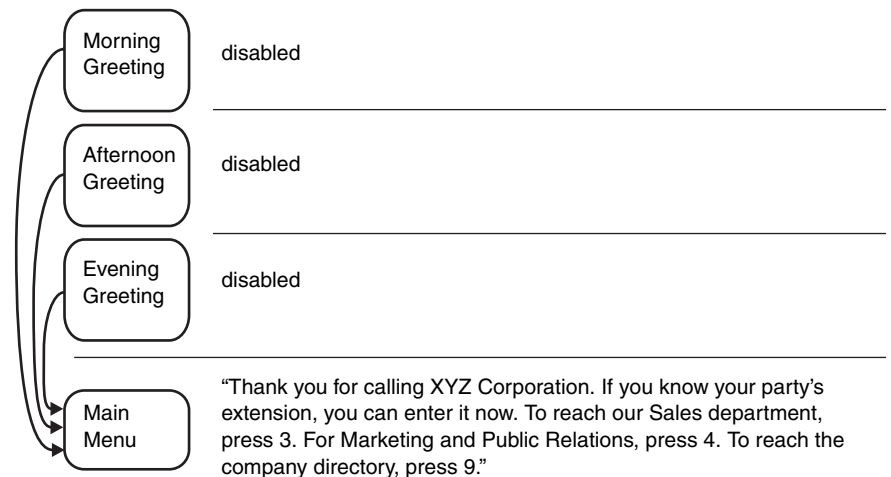 Morning
Greeting
disabled
Afternoon
Greeting
disabled
Evening
Greeting
disabled
Main
Menu
“Thank you for calling XYZ Corporation. If you know your party’s
extension, you can enter it now. To reach our Sales department,
press 3. For Marketing and Public Relations, press 4. To reach the
company directory, press 9.”